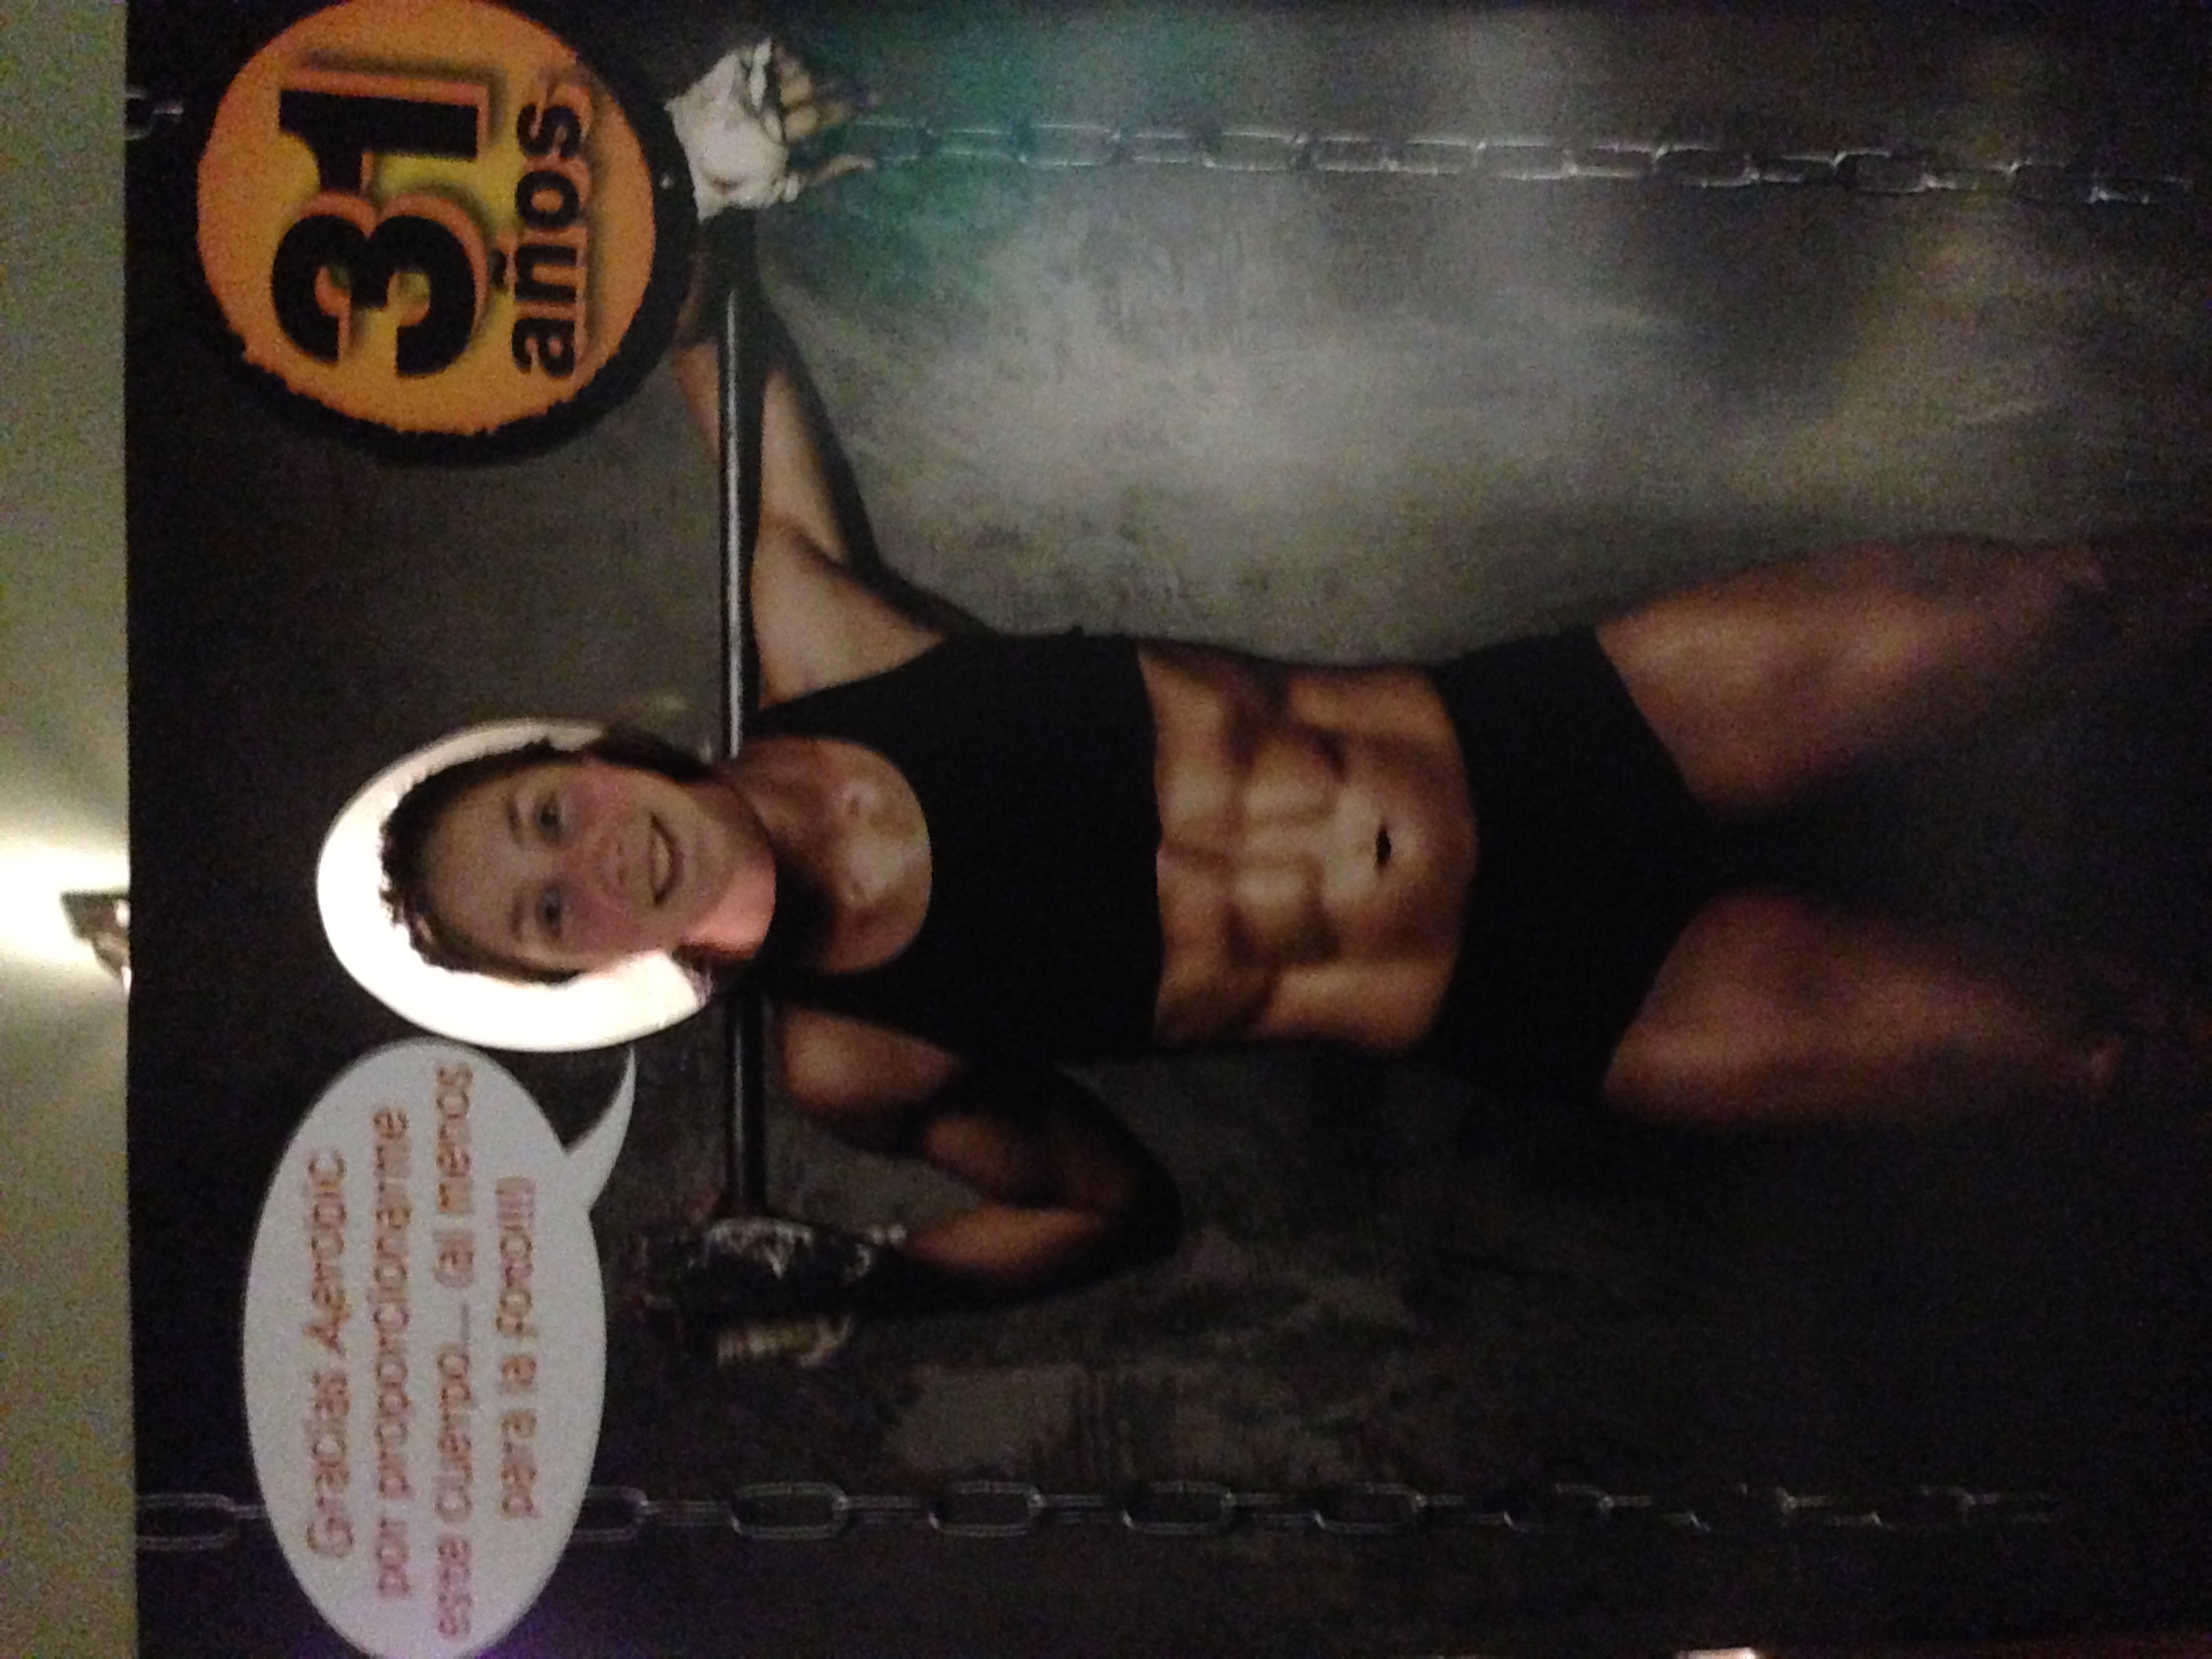 Gracias Aerobic
por proporcionarme
este cuerpo.... (al menos
para la foto!!!!)
31
años